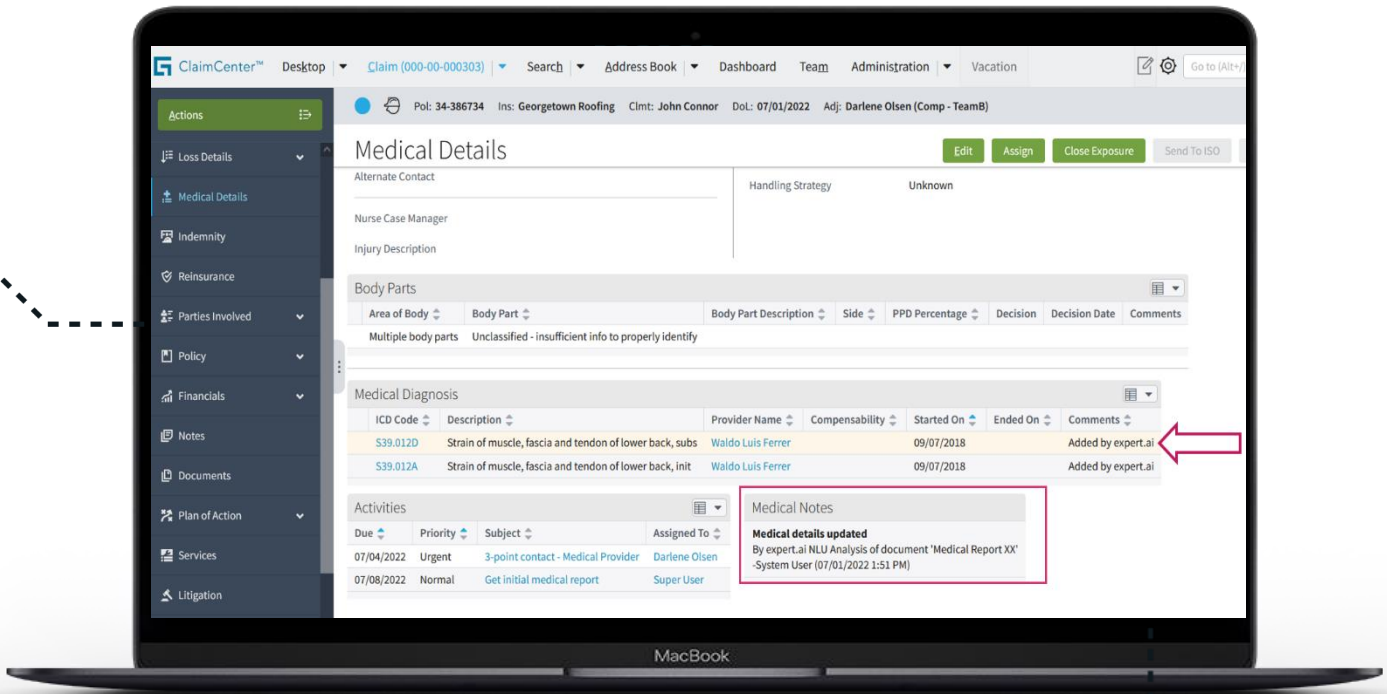 ClaimCenter™ Desktop Claim (000-00-000303) Search Address Book Dashboard Team Administration Vacation Go to (Alt+/)
Actions
Pol: 34-386734 Ins: Georgetown Roofing Clmt: John Connor DoL: 07/01/2022 Adj: Darlene Olsen (Comp - TeamB)
Loss Details
Medical Details
Indemnity
Reinsurance
Parties Involved
Policy
Financials
Notes
Documents
Plan of Action
Services
Litigation
Medical Details
Edit Assign Close Exposure Send To ISO
Alternate Contact
Handling Strategy Unknown
Nurse Case Manager
Injury Description
Body Parts
Area of Body Body Part Body Part Description Side PPD Percentage Decision Decision Date Comments
Multiple body parts Unclassified - insufficient info to properly identify
Medical Diagnosis
ICD Code Description Provider Name Compensability Started On Ended On Comments
S39.012D Strain of muscle, fascia and tendon of lower back, subs Waldo Luis Ferrer 09/07/2018 Added by expert.ai
S39.012A Strain of muscle, fascia and tendon of lower back, init Waldo Luis Ferrer 09/07/2018 Added by expert.ai
Activities
Due Priority Subject Assigned To
07/04/2022 Urgent 3-point contact - Medical Provider Darlene Olsen
07/08/2022 Normal Get initial medical report Super User
Medical Notes
Medical details updated
By expert.ai NLU Analysis of document 'Medical Report XX'
-System User (07/01/2022 1:51 PM)
MacBook